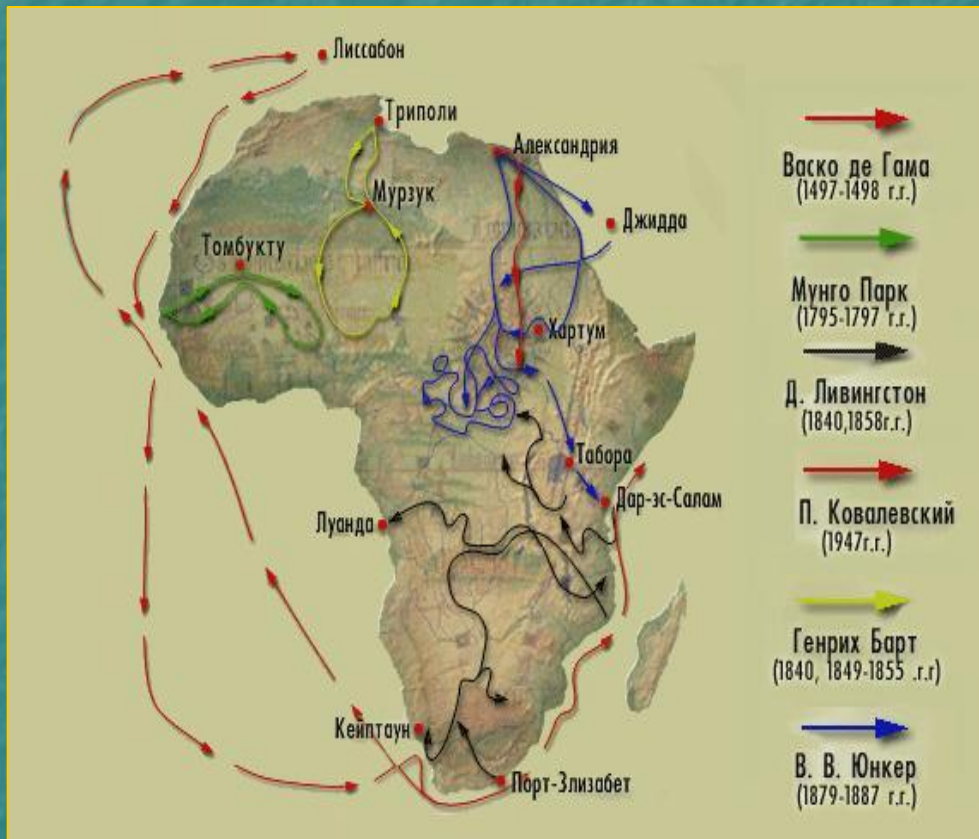 Лиссабон
Триполи
Александрия
Мурзук
Джидда
Томбукту
Хартум
Табора
Дар-эс-Салам
Луанда
Кейптаун
Порт-Элизабет
Васко де Гама
(1497-1498 г.г.)
Мунго Парк
(1795-1797 г.г.)
Д. Ливингстон
(1840,1858г.г.)
П. Ковалевский
(1947г.г.)
Генрих Барт
(1840, 1849-1855 .г.г)
В. В. Юнкер
(1879-1887 г.г.)